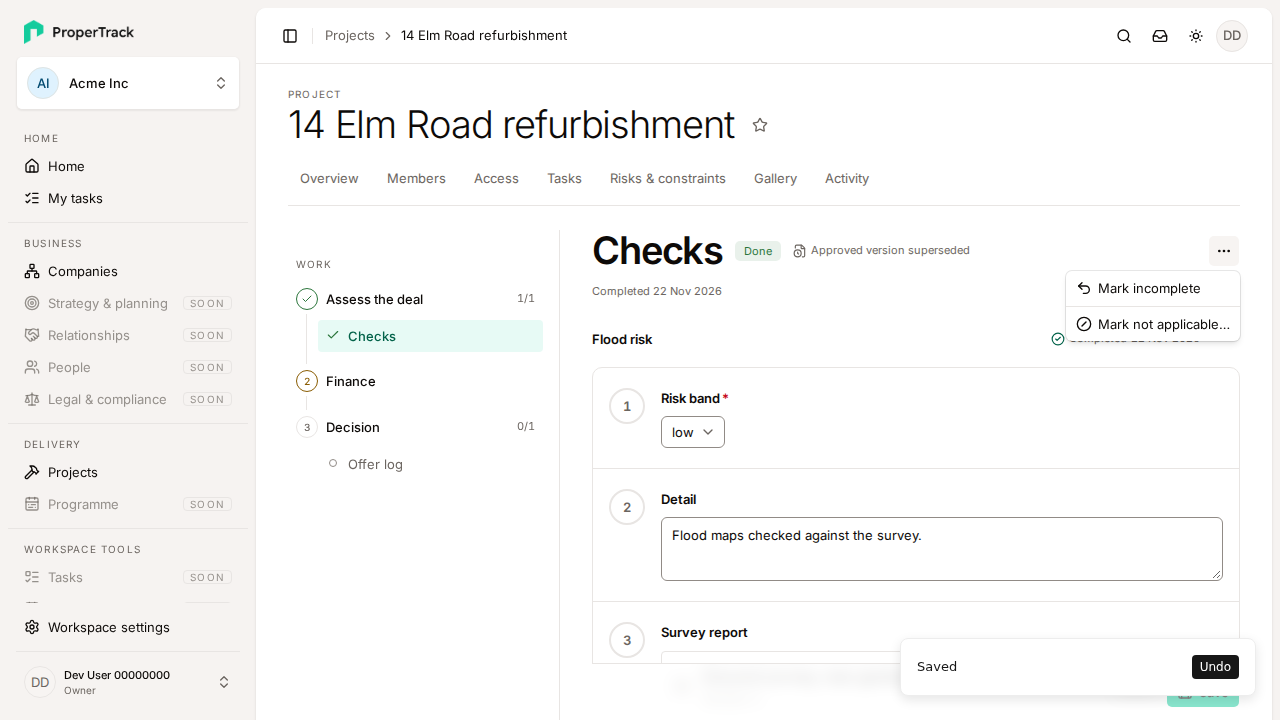 ProperTrack
AI Acme Inc
HOME
Home
My tasks
BUSINESS
Companies
Strategy & planning SOON
Relationships SOON
People SOON
Legal & compliance SOON
DELIVERY
Projects
Programme SOON
WORKSPACE TOOLS
Tasks SOON
Workspace settings
DD Dev User 00000000
Owner
Projects 14 Elm Road refurbishment
DD
PROJECT
14 Elm Road refurbishment
Overview Members Access Tasks Risks & constraints Gallery Activity
WORK
Assess the deal 1/1
Checks
2 Finance
3 Decision 0/1
Offer log
Checks Done Approved version superseded
Completed 22 Nov 2026
Mark incomplete
Mark not applicable...
Flood risk
1 Risk band *
low
2 Detail
Flood maps checked against the survey.
3 Survey report
Saved Undo